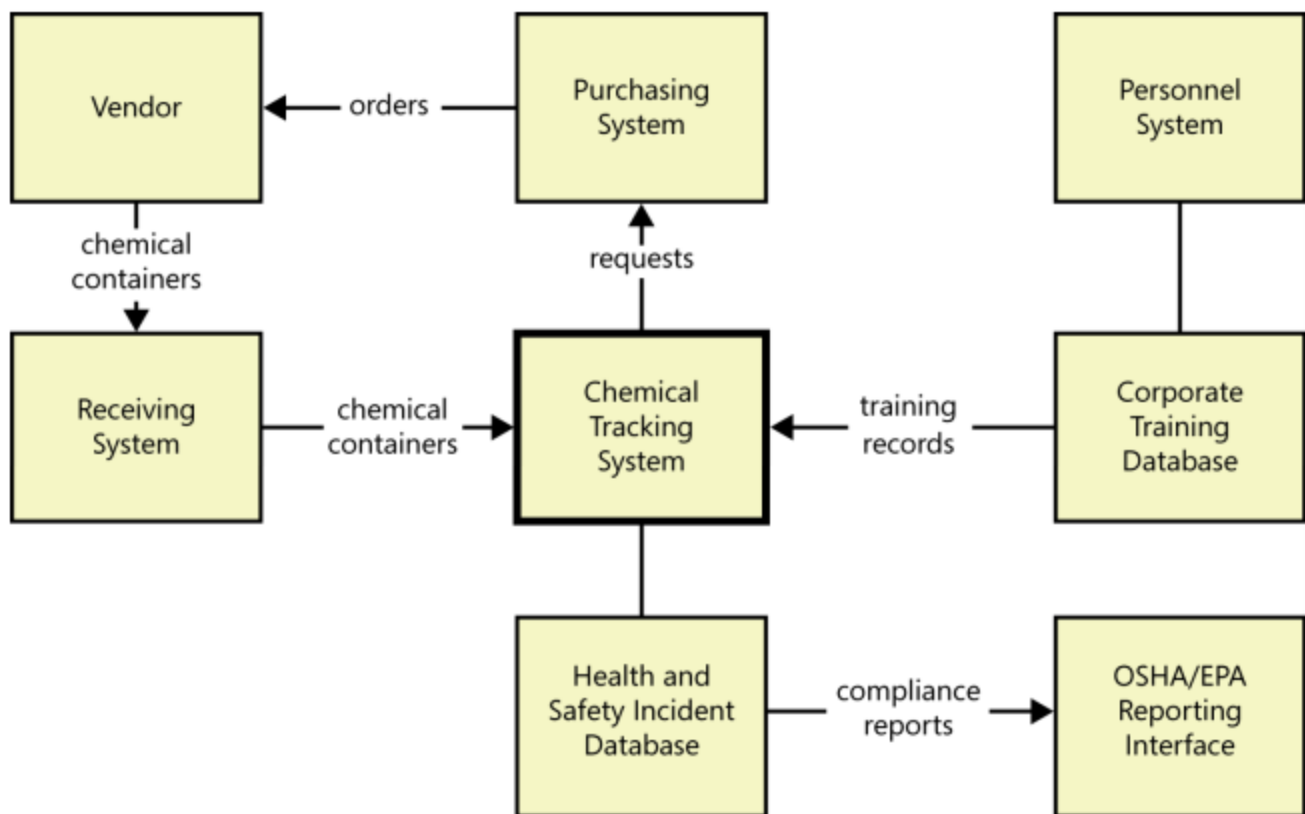 Vendor
orders
Purchasing
System
Personnel
System
chemical
containers
requests
Receiving
System
chemical
containers
Chemical
Tracking
System
training
records
Corporate
Training
Database
Health and
Safety Incident
Database
compliance
reports
OSHA/EPA
Reporting
Interface